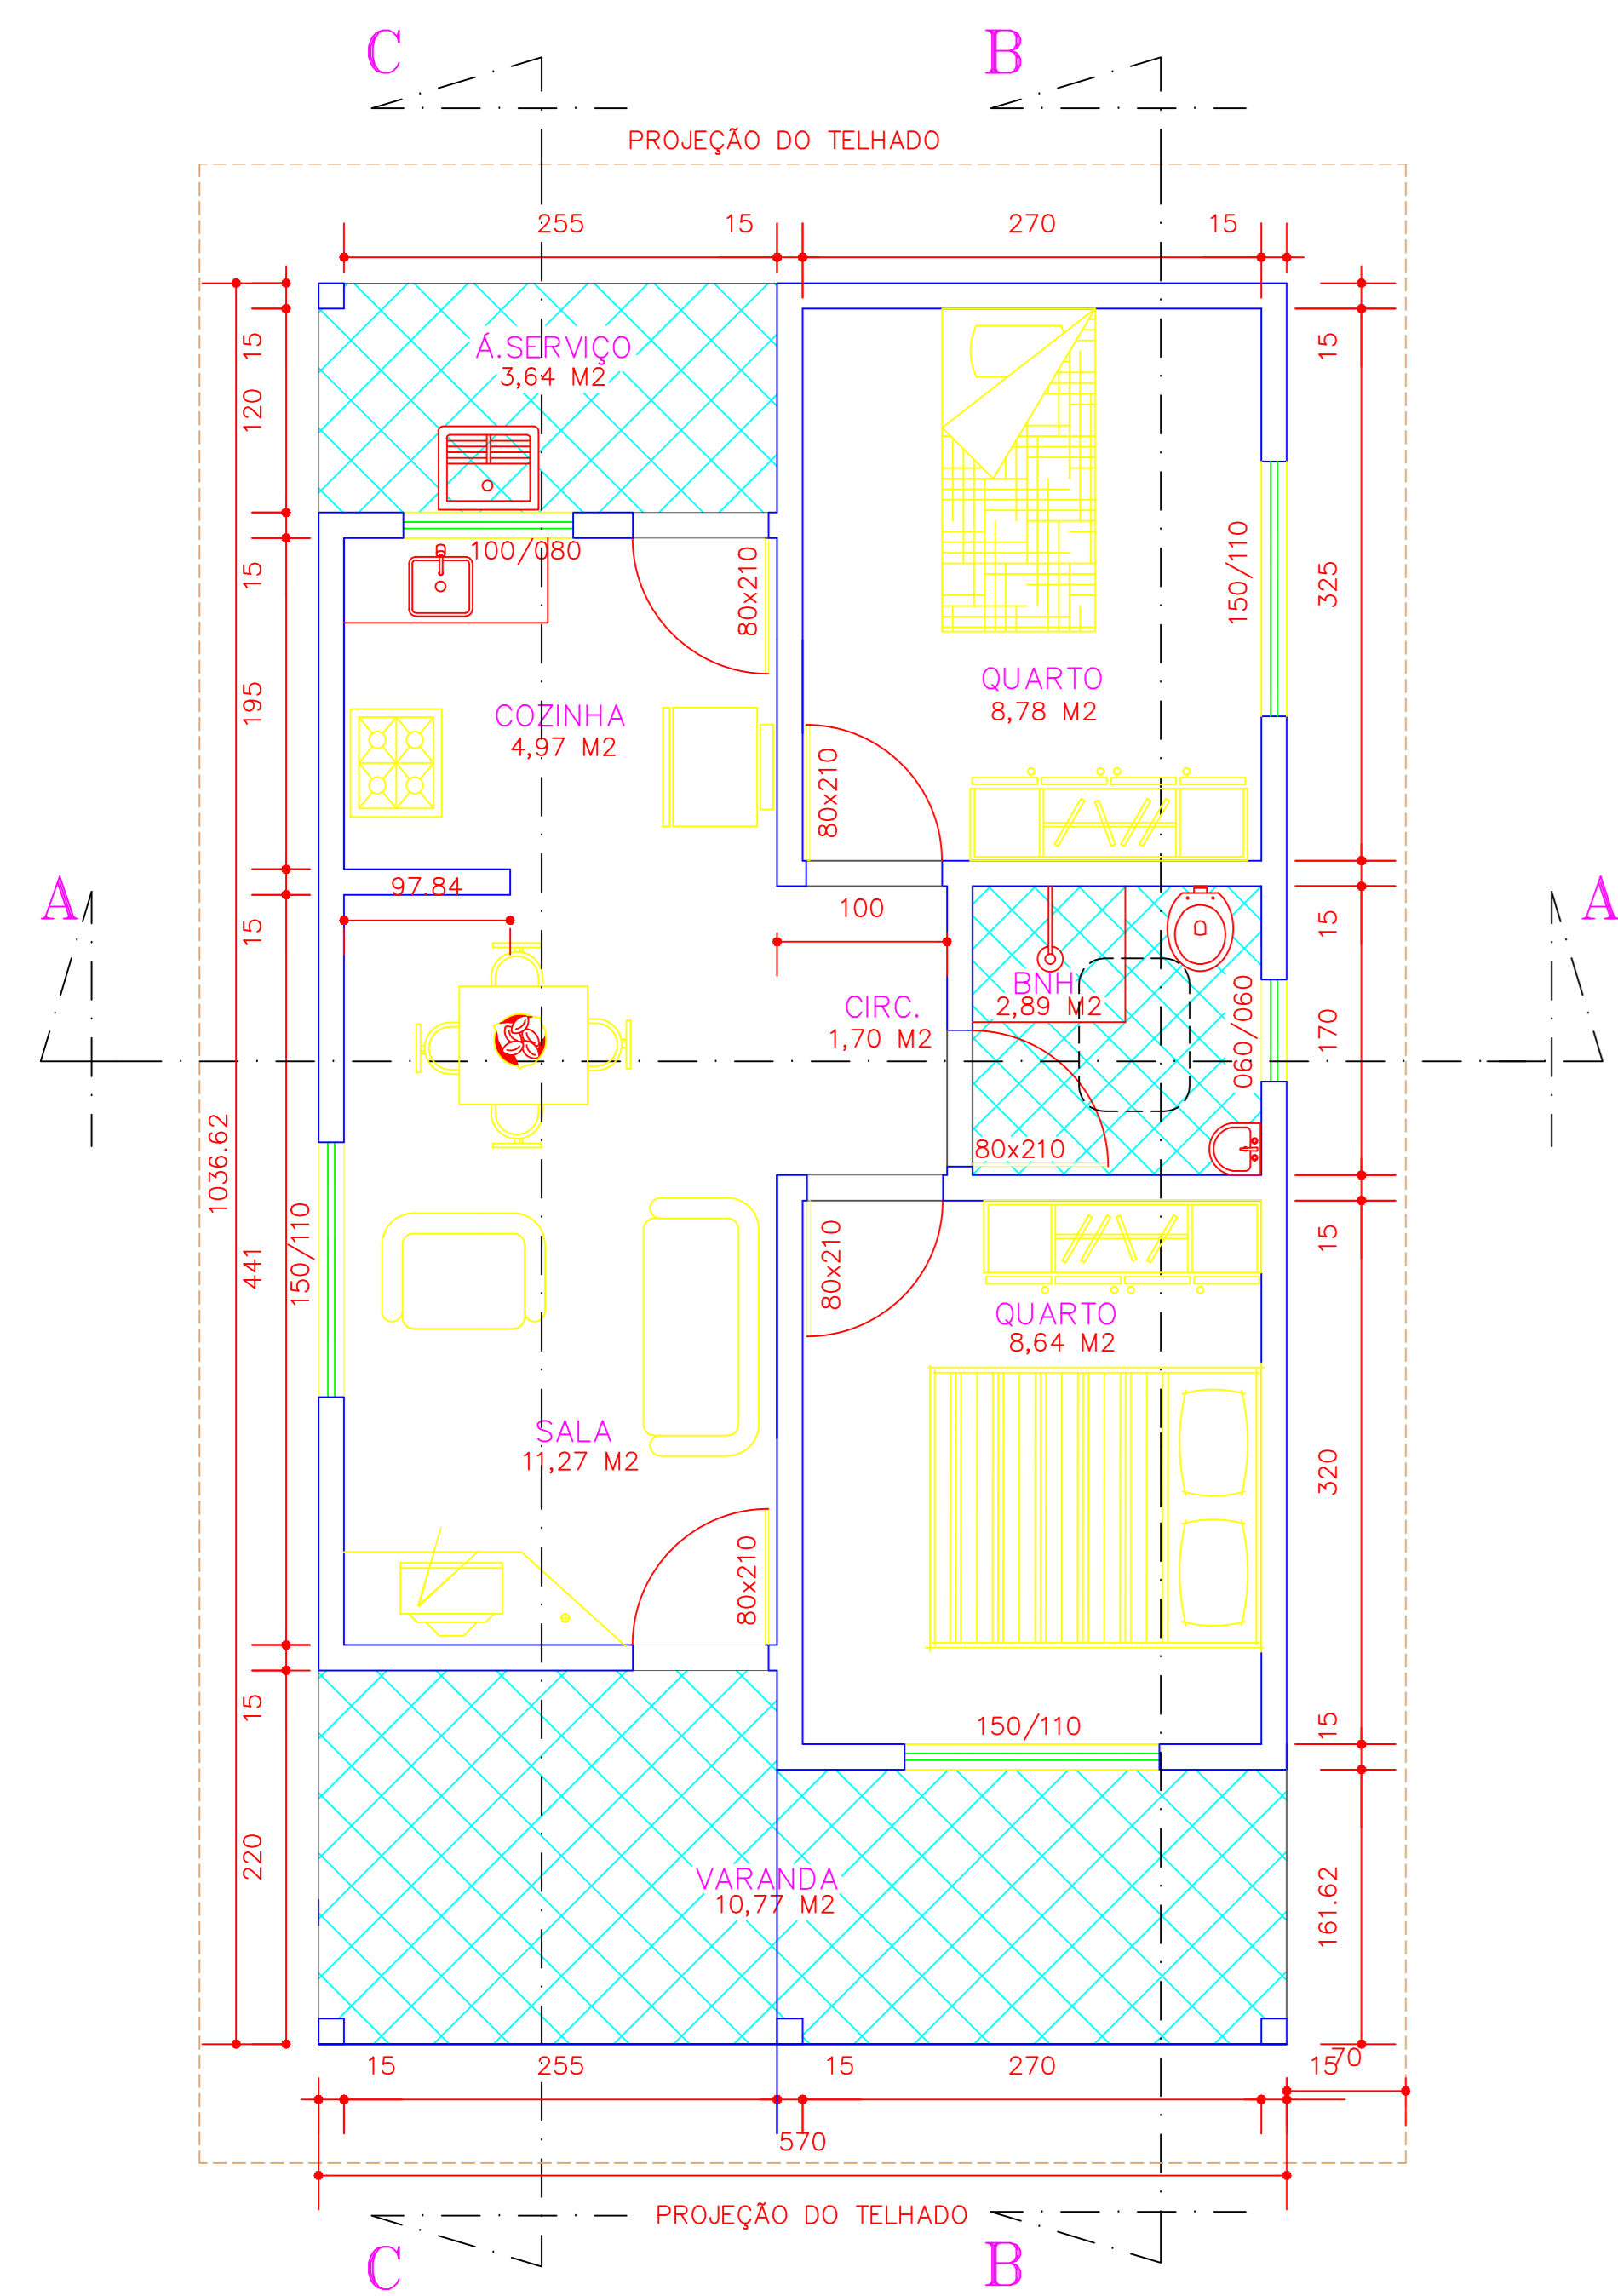 C
B
PROJEÇÃO DO TELHADO
255
15
270
15
Á.SERVIÇO
3,64 M2
15
15
120
100/080
80x210
150/110
15
325
QUARTO
8,78 M2
195
COZINHA
4,97 M2
80x210
A
97.84
100
A
15
15
BNH
2,89 M2
CIRC.
1,70 M2
060/060
170
1036.62
80x210
441
150/110
80x210
15
QUARTO
8,64 M2
SALA
11,27 M2
320
80x210
15
150/110
15
220
VARANDA
10,77 M2
161.62
15
255
15
270
15
70
570
PROJEÇÃO DO TELHADO
C
B